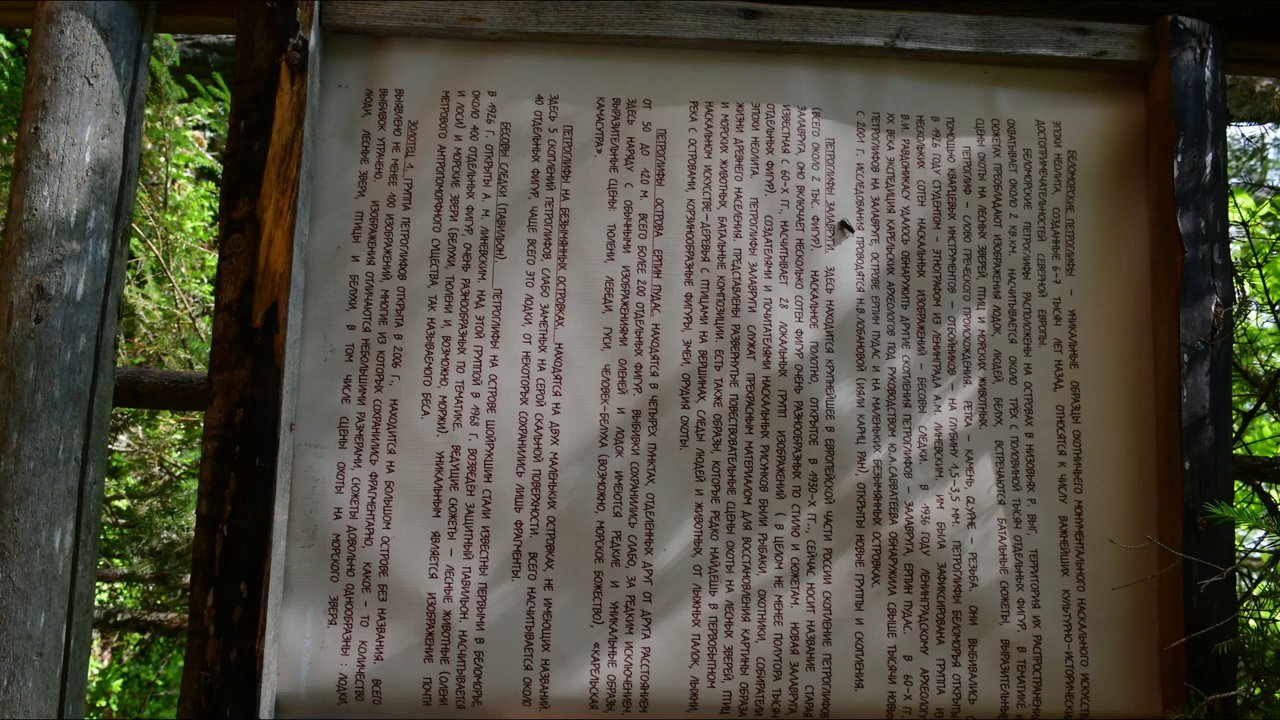 БЕЛОМОРСКИЕ ПЕТРОГЛИФЫ – УНИКАЛЬНЫЕ ОБРАЗЦЫ ОХОТНИЧЬЕГО МОНУМЕНТАЛЬНОГО НАСКАЛЬНОГО
ЭПОХИ НЕОЛИТА, СОЗДАННЫЕ 6–7 ТЫСЯЧ ЛЕТ НАЗАД, ОТНОСЯТСЯ К ЧИСЛУ ВАЖНЕЙШИХ
ДОСТОПРИМЕЧАТЕЛЬНОСТЕЙ СЕВЕРНОЙ ЕВРОПЫ.
БЕЛОМОРСКИЕ ПЕТРОГЛИФЫ РАСПОЛОЖЕНЫ НА ОСТРОВАХ В НИЗОВЬЯХ Р. ВЫГ, ТЕРРИТОРИЯ ИХ
ОХВАТЫВАЕТ ОКОЛО 2 КВ.КМ. НАСЧИТЫВАЕТСЯ ОКОЛО ТРЁХ С ПОЛОВИНОЙ ТЫСЯЧ ОТДЕЛЬНЫХ ФИГУР. В ТЕМАТИКЕ
СЮЖЕТАХ ПРЕОБЛАДАЮТ ИЗОБРАЖЕНИЯ ЛОДОК, ЛЮДЕЙ, БЕЛУХ, ВСТРЕЧАЮТСЯ БАТАЛЬНЫЕ СЮЖЕТЫ,
СЦЕНЫ ОХОТЫ НА ЛЕСНЫХ ЗВЕРЕЙ, ПТИЦ И МОРСКИХ ЖИВОТНЫХ.
ПЕТРОГЛИФ – СЛОВО ГРЕЧЕСКОГО ПРОИСХОЖДЕНИЯ, PETRA – КАМЕНЬ, – РЕЗЬБА. ОНИ ВЫБИВАЛИСЬ С
ПОМОЩЬЮ КВАРЦЕВЫХ ИНСТРУМЕНТОВ – ОТБОЙНИКОВ – НА ГЛУБИНУ 1,5–3,5 ММ. ПЕТРОГЛИФЫ БЕЛОМОРЬЯ ОТКРЫТЫ
В 1926 ГОДУ СТУДЕНТОМ – ЭТНОГРАФОМ ИЗ ЛЕНИНГРАДА А.М. ЛИНЕВСКИМ. ИМ БЫЛА ЗАФИКСИРОВАНА ГРУППА ИЗ
НЕСКОЛЬКИХ СОТЕН НАСКАЛЬНЫХ ИЗОБРАЖЕНИЙ – БЕСОВЫ СЛЕДКИ. В 1936 ГОДУ ЛЕНИНГРАДСКОМУ АРХЕОЛОГУ
В.И. РАВДОНИКАСУ УДАЛОСЬ ОБНАРУЖИТЬ ДРУГИЕ СКОПЛЕНИЯ ПЕТРОГЛИФОВ – ЗАЛАВРУГА, ЕРПИН ПУДАС. В 60-Х ГГ.
XX ВЕКА ЭКСПЕДИЦИЯ КАРЕЛЬСКИХ АРХЕОЛОГОВ ПОД РУКОВОДСТВОМ Ю.А.САВВАТЕЕВА ОБНАРУЖИЛА СВЫШЕ ТЫСЯЧИ НОВЫХ
ПЕТРОГЛИФОВ НА ЗАЛАВРУГЕ, ОСТРОВЕ ЕРПИН ПУДАС И НА МАЛЕНЬКИХ БЕЗЫМЯННЫХ ОСТРОВКАХ.
С 2001 Г. ИССЛЕДОВАНИЯ ПРОВОДЯТСЯ Н.В.ЛОБАНОВОЙ (ИЯЛИ КАРНЦ РАН), ОТКРЫТЫ НОВЫЕ ГРУППЫ И СКОПЛЕНИЯ.
ПЕТРОГЛИФЫ ЗАЛАВРУГИ. ЗДЕСЬ НАХОДИТСЯ КРУПНЕЙШЕЕ В ЕВРОПЕЙСКОЙ ЧАСТИ РОССИИ СКОПЛЕНИЕ ПЕТРОГЛИФОВ
(ВСЕГО ОКОЛО 2 ТЫС. ФИГУР). НАСКАЛЬНОЕ ПОЛОТНО, ОТКРЫТОЕ В 1930-Х ГГ., СЕЙЧАС НОСИТ НАЗВАНИЕ СТАРАЯ
ЗАЛАВРУГА, ОНО ВКЛЮЧАЕТ НЕСКОЛЬКО СОТЕН ФИГУР ОЧЕНЬ РАЗНООБРАЗНЫХ ПО СТИЛЮ И СЮЖЕТАМ. НОВАЯ ЗАЛАВРУГА,
ИЗВЕСТНАЯ С 60-Х ГГ., НАСЧИТЫВАЕТ 28 ЛОКАЛЬНЫХ ГРУПП ИЗОБРАЖЕНИЙ ( В ЦЕЛОМ НЕ МЕНЕЕ ПОЛУТОРА ТЫСЯЧ
ОТДЕЛЬНЫХ ФИГУР). СОЗДАТЕЛЯМИ И ПОЧИТАТЕЛЯМИ НАСКАЛЬНЫХ РИСУНКОВ БЫЛИ РЫБАКИ, ОХОТНИКИ, СОБИРАТЕЛИ
ЭПОХИ НЕОЛИТА. ПЕТРОГЛИФЫ ЗАЛАВРУГИ СЛУЖАТ ПРЕКРАСНЫМ МАТЕРИАЛОМ ДЛЯ ВОССТАНОВЛЕНИЯ КАРТИНЫ ОБРАЗА
ЖИЗНИ ДРЕВНЕГО НАСЕЛЕНИЯ. ПРЕДСТАВЛЕНЫ РАЗВЕРНУТЫЕ ПОВЕСТВОВАТЕЛЬНЫЕ СЦЕНЫ ОХОТЫ НА ЛЕСНЫХ ЗВЕРЕЙ, ПТИЦ
И МОРСКИХ ЖИВОТНЫХ, БАТАЛЬНЫЕ КОМПОЗИЦИИ. ЕСТЬ ТАКЖЕ ОБРАЗЫ, КОТОРЫЕ РЕДКО НАЙДЕШЬ В ПЕРВОБЫТНОМ
НАСКАЛЬНОМ ИСКУССТВЕ–ДЕРЕВЬЯ С ПТИЦАМИ НА ВЕРШИНАХ, СЛЕДЫ ЛЮДЕЙ И ЖИВОТНЫХ, ОТ ЛЫЖНЫХ ПАЛОК, ЛЫЖНИ,
РЕКА С ОСТРОВАМИ, КОРЗИНООБРАЗНЫЕ ФИГУРЫ, ЗМЕИ, ОРУДИЯ ОХОТЫ.
ПЕТРОГЛИФЫ ОСТРОВА ЕРПИН ПУДАС. НАХОДЯТСЯ В ЧЕТЫРЁХ ПУНКТАХ, ОТДЕЛЕННЫХ ДРУГ ОТ ДРУГА РАССТОЯНИЕМ
ОТ 50 ДО 120 М. ВСЕГО БОЛЕЕ 200 ОТДЕЛЬНЫХ ФИГУР. ВЫБИВКИ СОХРАНИЛИСЬ СЛАБО, ЗА РЕДКИМ ИСКЛЮЧЕНИЕМ.
ЗДЕСЬ НАРЯДУ С ОБЫЧНЫМИ ИЗОБРАЖЕНИЯМИ ОЛЕНЕЙ И ЛОДОК ИМЕЮТСЯ РЕДКИЕ И УНИКАЛЬНЫЕ ОБРАЗЫ,
ВЫРАЗИТЕЛЬНЫЕ СЦЕНЫ: ТЮЛЕНИ, ЛЕБЕДИ, ГУСИ, ЧЕЛОВЕК–БЕЛУХА (ВОЗМОЖНО, МОРСКОЕ БОЖЕСТВО), «КАРЕЛЬСКАЯ
КАМАСУТРА».
ПЕТРОГЛИФЫ НА БЕЗЫМЯННЫХ ОСТРОВКАХ. НАХОДЯТСЯ НА ДВУХ МАЛЕНЬКИХ ОСТРОВКАХ, НЕ ИМЕЮЩИХ НАЗВАНИЙ.
ЗДЕСЬ 5 СКОПЛЕНИЙ ПЕТРОГЛИФОВ, СЛАБО ЗАМЕТНЫХ НА СЕРОЙ СКАЛЬНОЙ ПОВЕРХНОСТИ. ВСЕГО НАСЧИТЫВАЕТСЯ ОКОЛО
40 ОТДЕЛЬНЫХ ФИГУР, ЧАЩЕ ВСЕГО ЭТО ЛОДКИ, ОТ НЕКОТОРЫХ СОХРАНИЛИСЬ ЛИШЬ ФРАГМЕНТЫ.
БЕСОВЫ СЛЕДКИ (ПАВИЛЬОН). ПЕТРОГЛИФЫ НА ОСТРОВЕ ШОЙРУКШИН СТАЛИ ИЗВЕСТНЫ ПЕРВЫМИ В БЕЛОМОРЬЕ,
В 1926 Г. ОТКРЫТЫ А. М. ЛИНЕВСКИМ. НАД ЭТОЙ ГРУППОЙ В 1968 Г. ВОЗВЕДЕН ЗАЩИТНЫЙ ПАВИЛЬОН. НАСЧИТЫВАЕТСЯ
ОКОЛО 400 ОТДЕЛЬНЫХ ФИГУР, ОЧЕНЬ РАЗНООБРАЗНЫХ ПО ТЕМАТИКЕ. ВЕДУЩИЕ СЮЖЕТЫ – ЛЕСНЫЕ ЖИВОТНЫЕ (ОЛЕНИ
И ЛОСИ) И МОРСКИЕ ЗВЕРИ (БЕЛУХИ, ТЮЛЕНИ И, ВОЗМОЖНО, МОРЖИ). УНИКАЛЬНЫМ ЯВЛЯЕТСЯ ИЗОБРАЖЕНИЕ ПОЧТИ
МЕТРОВОГО АНТРОПОМОРФНОГО СУЩЕСТВА, ТАК НАЗЫВАЕМОГО БЕСА.
ЗОЛОТЕЦ 1. ГРУППА ПЕТРОГЛИФОВ ОТКРЫТА В 2006 Г., НАХОДИТСЯ НА БОЛЬШОМ ОСТРОВЕ БЕЗ НАЗВАНИЯ. ВСЕГО
ВЫЯВЛЕНО НЕ МЕНЕЕ 100 ИЗОБРАЖЕНИЙ, МНОГИЕ ИЗ КОТОРЫХ СОХРАНИЛИСЬ ФРАГМЕНТАРНО, КАКОЕ – ТО КОЛИЧЕСТВО
ВЫБИВОК УТРАЧЕНО. ИЗОБРАЖЕНИЯ ОТЛИЧАЮТСЯ НЕБОЛЬШИМИ РАЗМЕРАМИ, СЮЖЕТЫ ДОВОЛЬНО ОДНООБРАЗНЫ : ЛОДКИ,
ЛЮДИ, ЛЕСНЫЕ ЗВЕРИ, ПТИЦЫ И БЕЛУХИ, В ТОМ ЧИСЛЕ СЦЕНЫ ОХОТЫ НА МОРСКОГО ЗВЕРЯ.